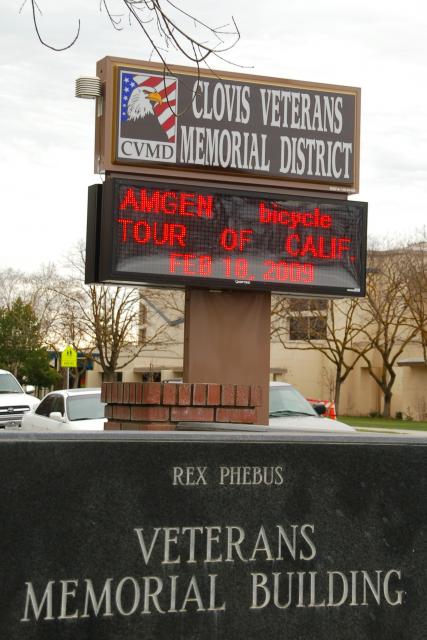 CLOVIS VETERANS
MEMORIAL DISTRICT
CVMD
AMGEN bicycle
TOUR OF CALIF.
FEB 18, 2009
REX PHEBUS
VETERANS
MEMORIAL BUILDING